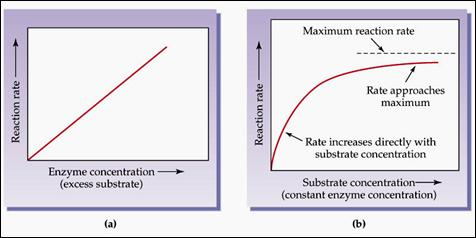 Reaction rate
Enzyme concentration
(excess substrate)
(a)
Maximum reaction rate
Rate approaches
maximum
Rate increases directly with
substrate concentration
Reaction rate
Substrate concentration
(constant enzyme concentration)
(b)